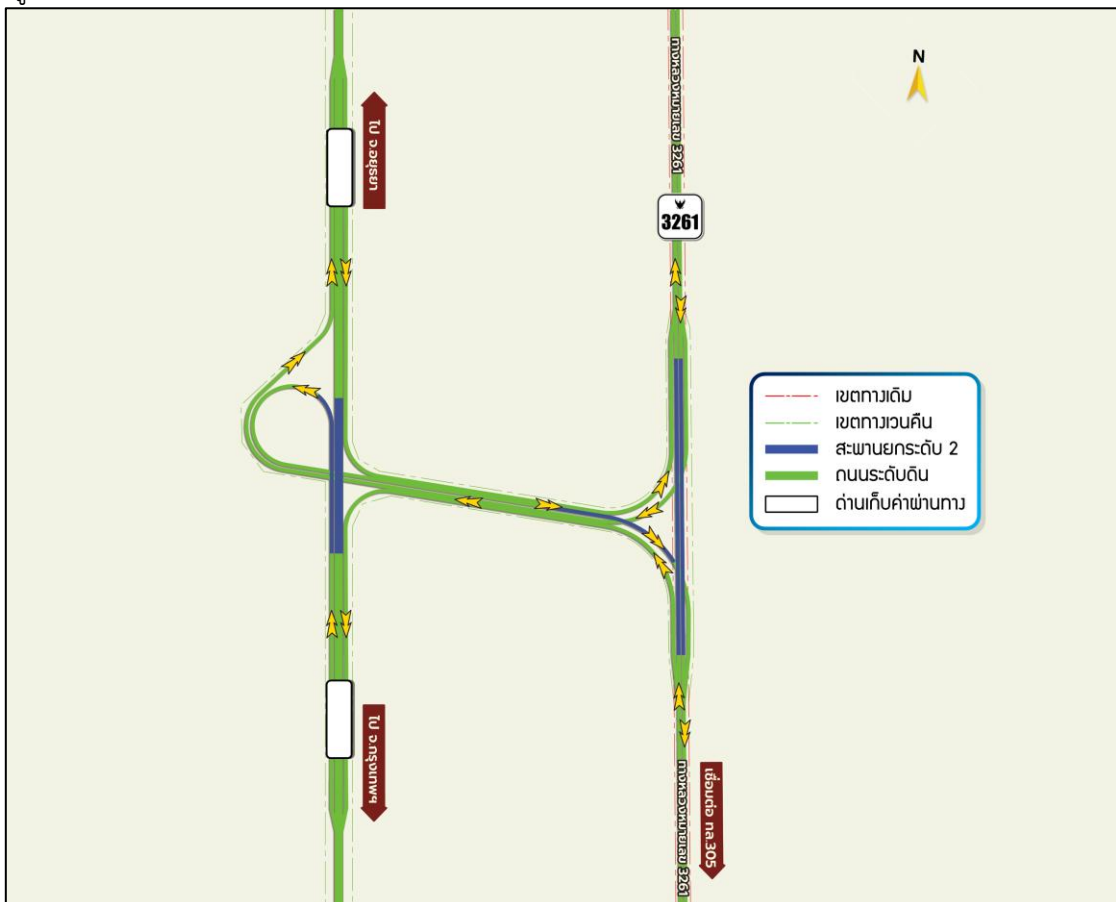 N
ทางหลวงหมายเลข 3261
ไป จ.อยุธยา
3261
เขตทางเดิม
เขตทางเวนคืน
สะพานยกระดับ 2
ถนนระดับดิน
ด่านเก็บค่าผ่านทาง
ไป จ.กรุงเทพฯ
เชื่อมต่อ ทล.305
ทางหลวงหมายเลข 3261